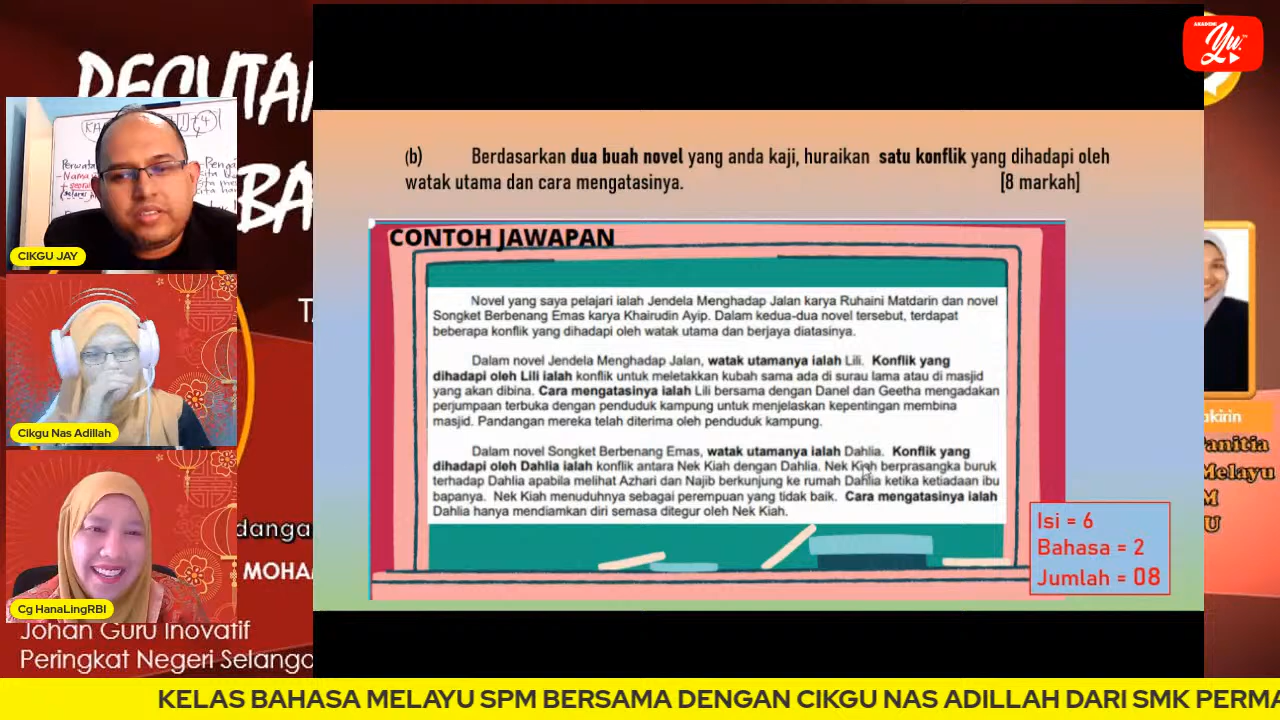 AKADEMI
Yu.
PECUTAN
CIKGU JAY
Cikgu Nas Adillah
Cg HanaLingRBI
(b) Berdasarkan dua buah novel yang anda kaji, huraikan satu konflik yang dihadapi oleh
watak utama dan cara mengatasinya. [8 markah]
CONTOH JAWAPAN
Novel yang saya pelajari ialah Jendela Menghadap Jalan karya Ruhaini Matdarin dan novel
Songket Berbenang Emas karya Khairudin Ayip. Dalam kedua-dua novel tersebut, terdapat
beberapa konflik yang dihadapi oleh watak utama dan berjaya diatasinya.
Dalam novel Jendela Menghadap Jalan, watak utamanya ialah Lili. Konflik yang
dihadapi oleh Lili ialah konflik untuk meletakkan kubah sama ada di surau lama atau di masjid
yang akan dibina. Cara mengatasinya ialah Lili bersama dengan Danel dan Geetha mengadakan
perjumpaan terbuka dengan penduduk kampung untuk menjelaskan kepentingan membina
masjid. Pandangan mereka telah diterima oleh penduduk kampung.
Dalam novel Songket Berbenang Emas, watak utamanya ialah Dahlia. Konflik yang
dihadapi oleh Dahlia ialah konflik antara Nek Kiah dengan Dahlia. Nek Kiah berprasangka buruk
terhadap Dahlia apabila melihat Azhari dan Najib berkunjung ke rumah Dahlia ketika ketiadaan ibu
bapanya. Nek Kiah menuduhnya sebagai perempuan yang tidak baik. Cara mengatasinya ialah
Dahlia hanya mendiamkan diri semasa ditegur oleh Nek Kiah.
Isi = 6
Bahasa = 2
Jumlah = 08
akirin
anitia
Melayu
M
U
danga
MOHA
Johan Guru Inovatif
Peringkat Negeri Selango
KELAS BAHASA MELAYU SPM BERSAMA DENGAN CIKGU NAS ADILLAH DARI SMK PERMA